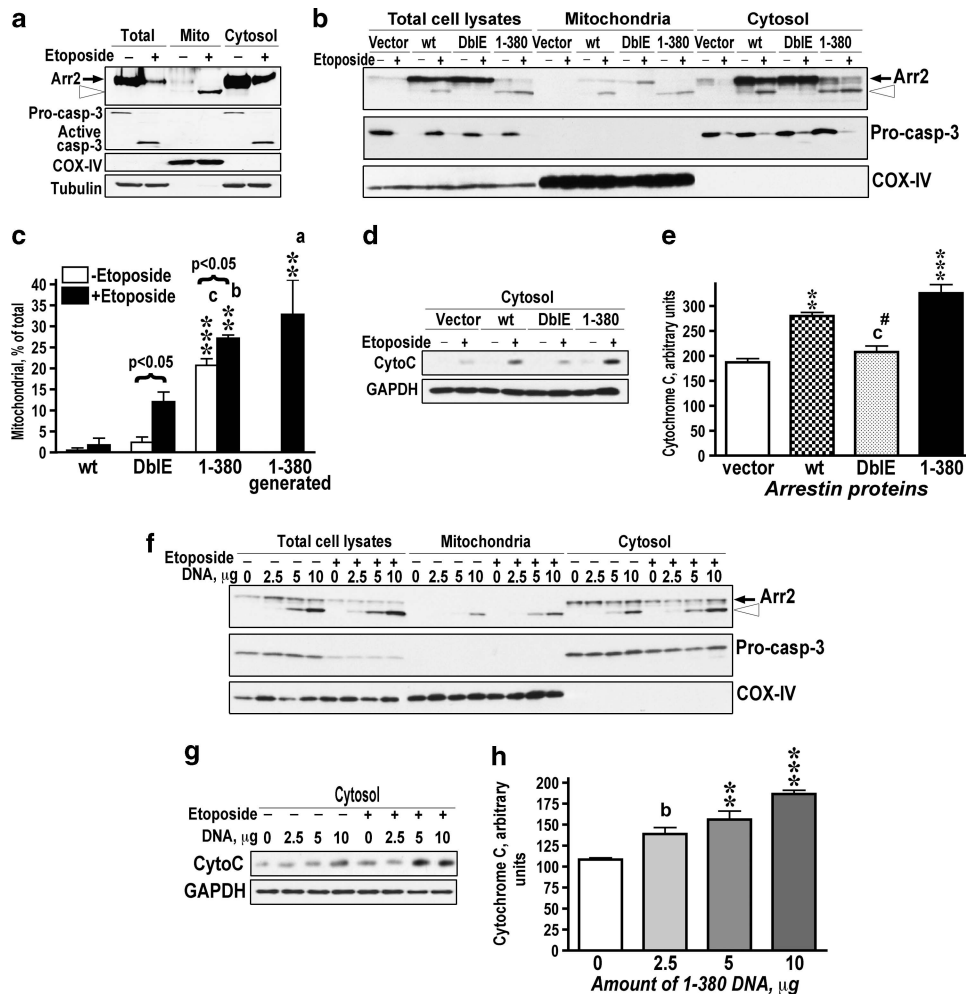 a
Total Mito Cytosol
Etoposide – + – + – +
Arr2
Pro-casp-3
Active
casp-3
COX-IV
Tubulin
b
Total cell lysates Mitochondria Cytosol
Vector wt DblE 1-380 Vector wt DblE 1-380 Vector wt DblE 1-380
Etoposide – + – + – + – + – + – + – + – + – + – + – + – +
Arr2
Pro-casp-3
COX-IV
c
Mitochondrial, % of total
40
35
30
25
20
15
10
5
0
-Etoposide
+Etoposide
p<0.05
p<0.05
c b
*** **
a
**
wt DblE 1-380 1-380
generated
d
Cytosol
Vector wt DblE 1-380
Etoposide – + – + – + – +
CytoC
GAPDH
e
Cytochrome C, arbitrary units
300
250
200
150
100
50
0
**
#
c
***
vector wt DblE 1-380
Arrestin proteins
f
Total cell lysates Mitochondria Cytosol
Etoposide – – – – + + + + – – – – + + + + – – – – + + + +
DNA, μg 0 2.5 5 10 0 2.5 5 10 0 2.5 5 10 0 2.5 5 10 0 2.5 5 10 0 2.5 5 10
Arr2
Pro-casp-3
COX-IV
g
Cytosol
Etoposide – – – – + + + +
DNA, μg 0 2.5 5 10 0 2.5 5 10
CytoC
GAPDH
h
Cytochrome C, arbitrary
units
200
175
150
125
100
75
50
25
0
b
**
***
0 2.5 5 10
Amount of 1-380 DNA, μg